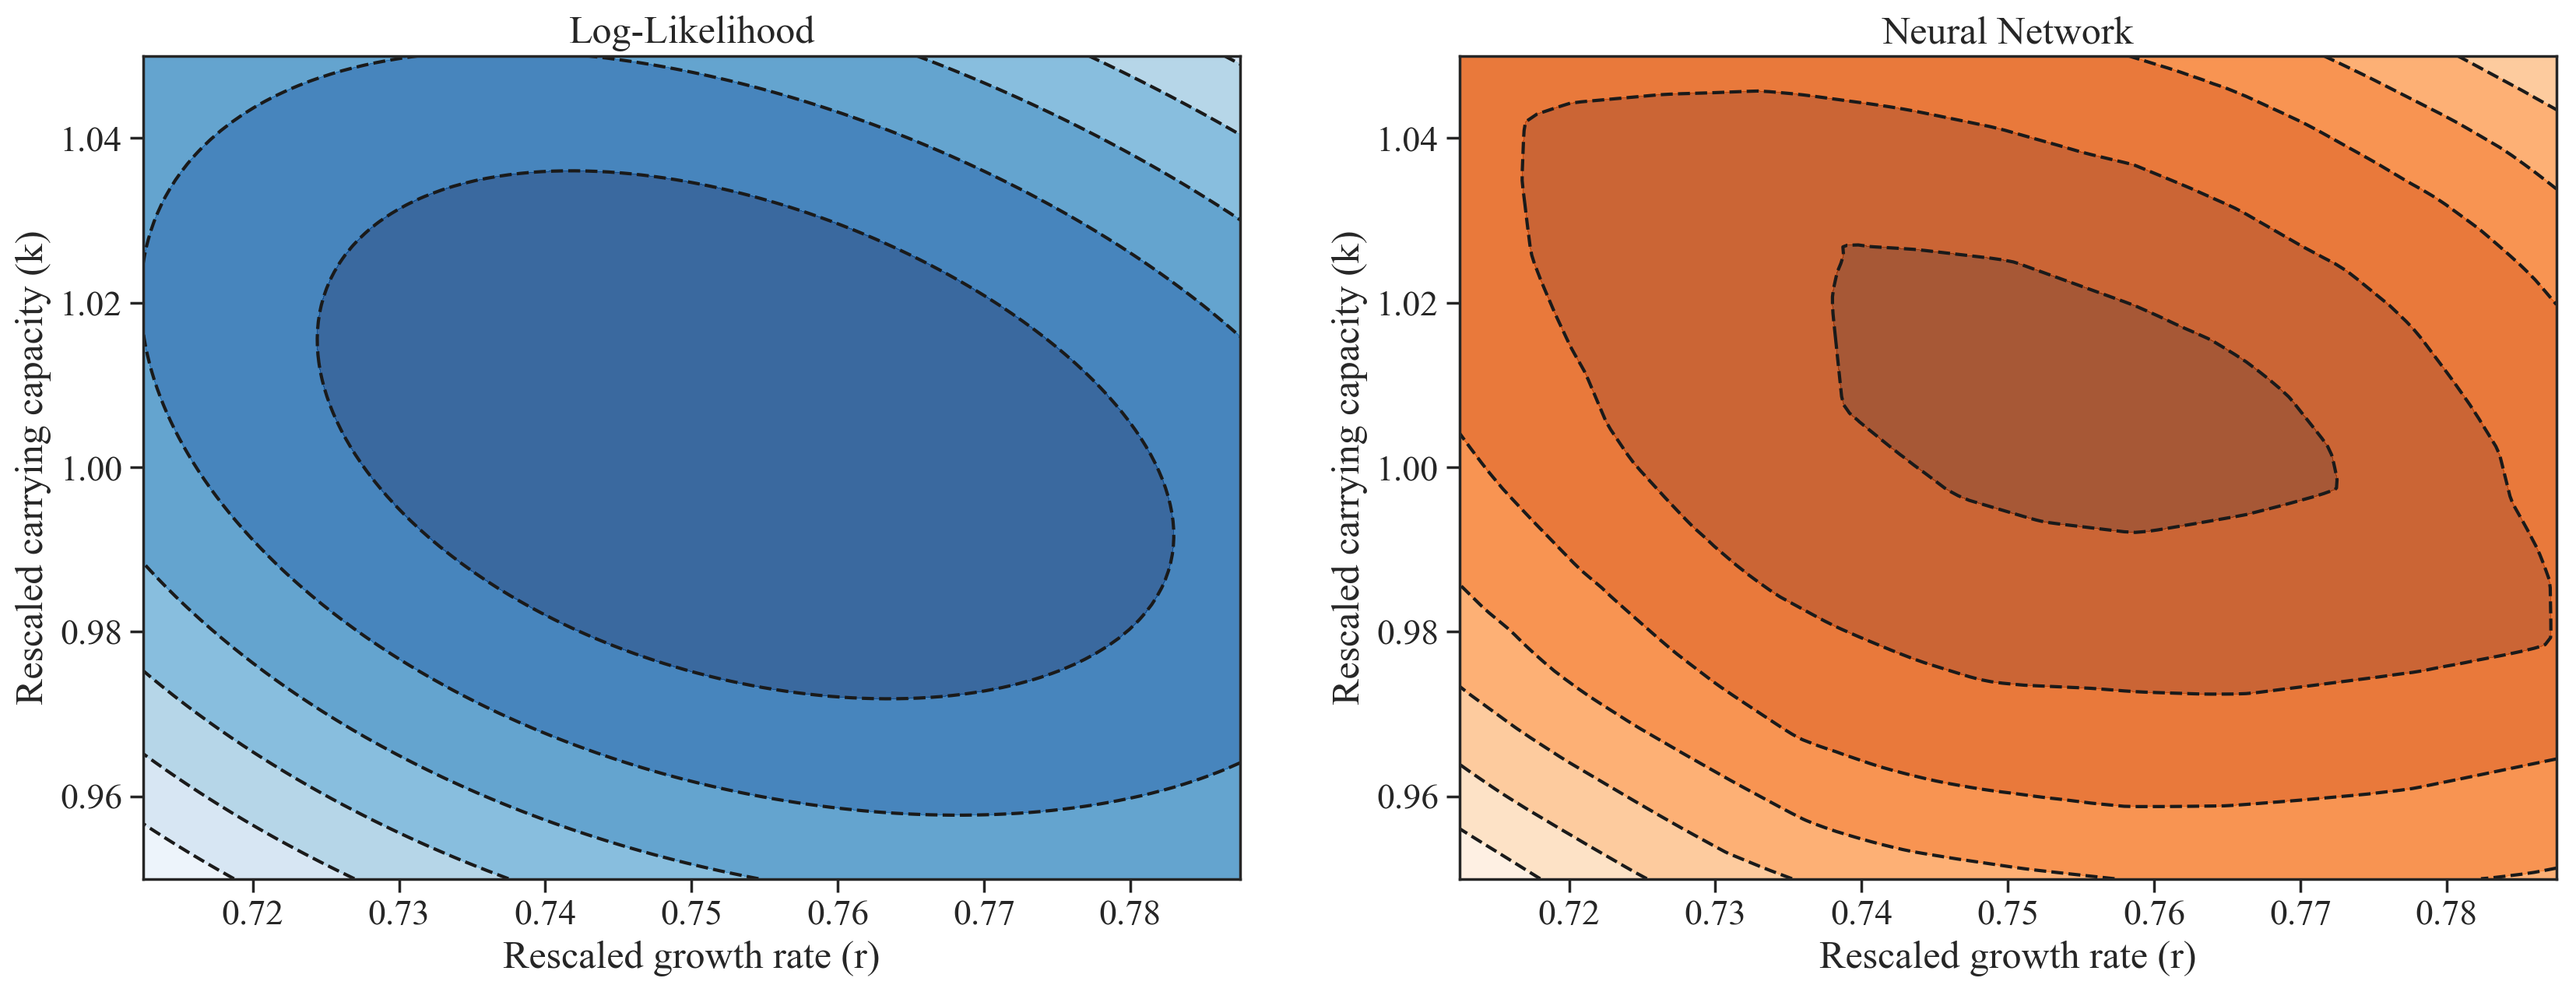 Log-Likelihood
Rescaled carrying capacity (k)
1.04
1.02
1.00
0.98
0.96
0.72 0.73 0.74 0.75 0.76 0.77 0.78
Rescaled growth rate (r)
Neural Network
Rescaled carrying capacity (k)
1.04
1.02
1.00
0.98
0.96
0.72 0.73 0.74 0.75 0.76 0.77 0.78
Rescaled growth rate (r)